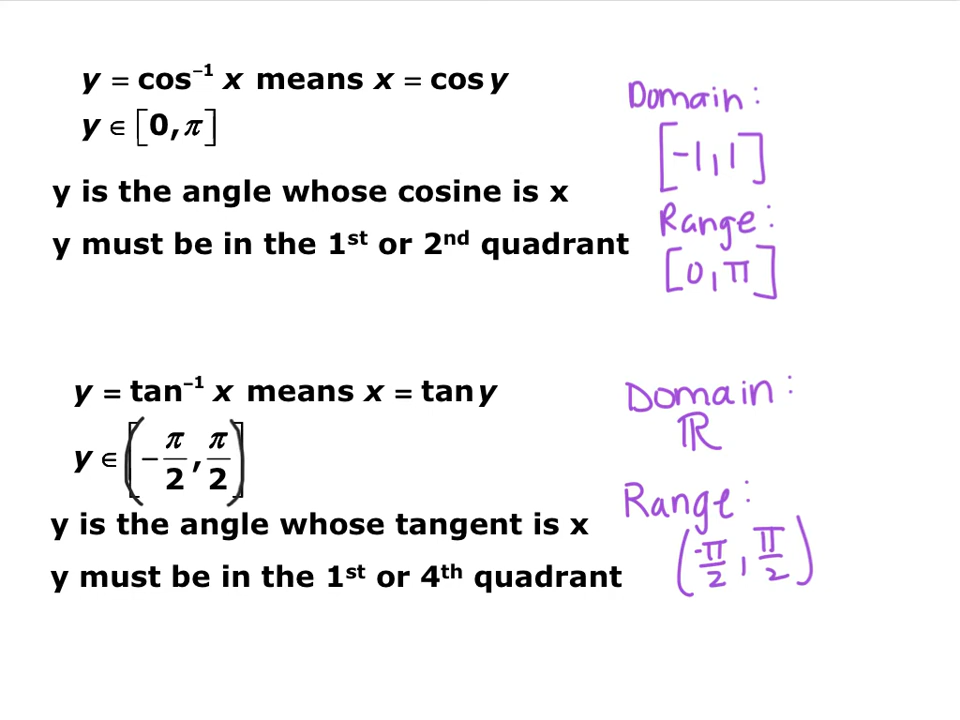 y = cos⁻¹ x means x = cos y
y ∈ [0, π]
y is the angle whose cosine is x
y must be in the 1st or 2nd quadrant
Domain:
[-1, 1]
Range:
[0, π]
y = tan⁻¹ x means x = tan y
y ∈ (-π/2, π/2)
y is the angle whose tangent is x
y must be in the 1st or 4th quadrant
Domain:
ℝ
Range:
(-π/2, π/2)